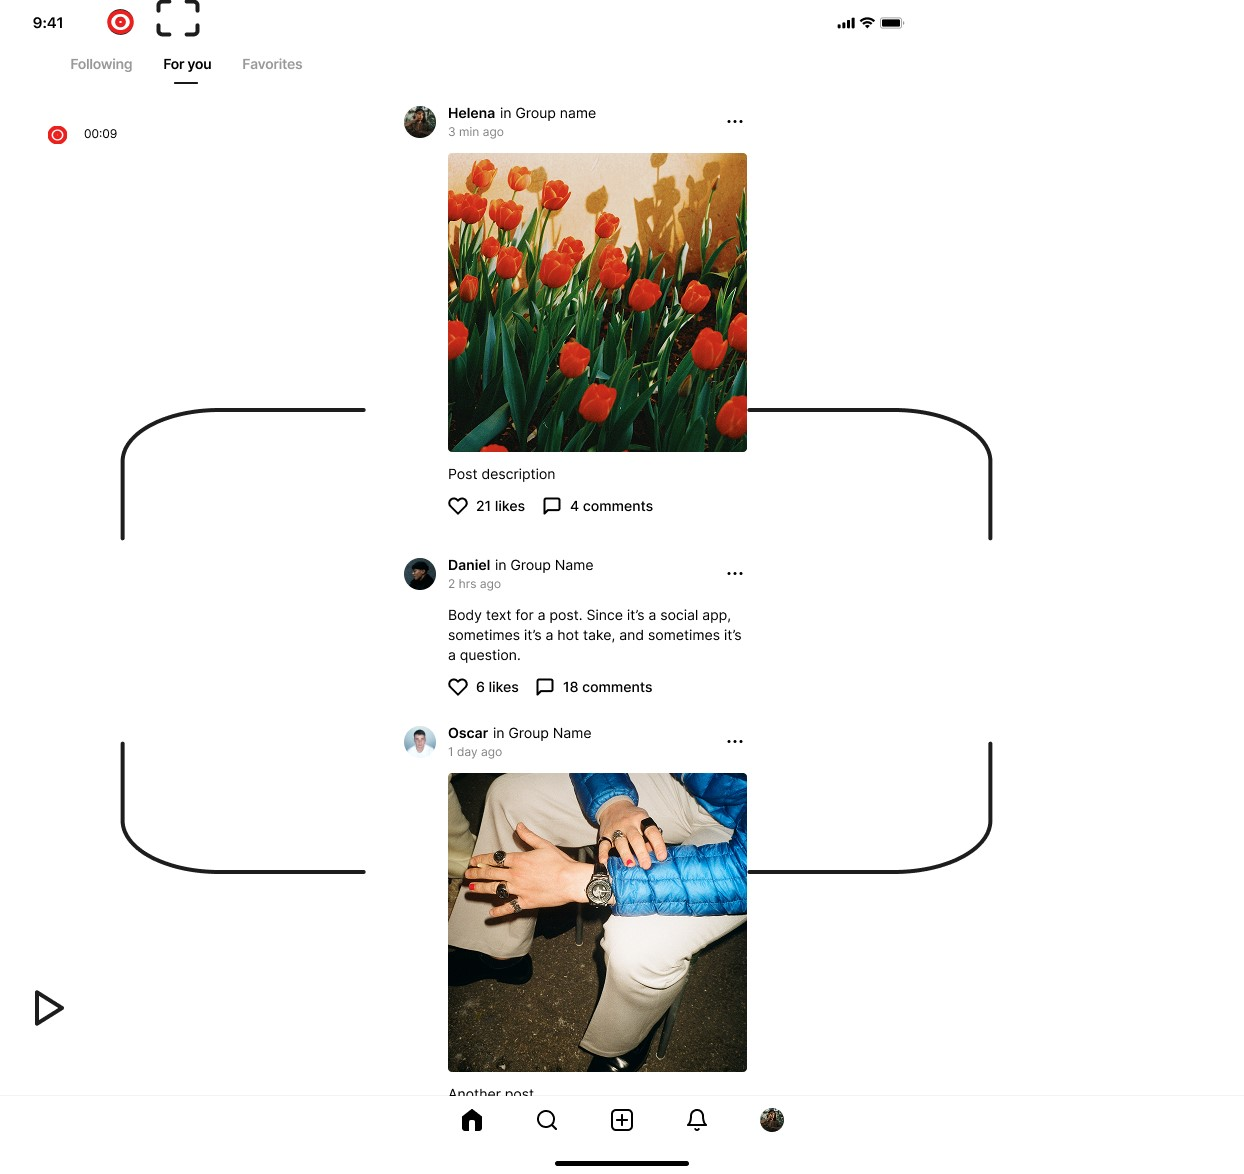 9:41
Following For you Favorites
00:09
Helena in Group name
3 min ago
Post description
21 likes 4 comments
Daniel in Group Name
2 hrs ago
Body text for a post. Since it’s a social app,
sometimes it’s a hot take, and sometimes it’s
a question.
6 likes 18 comments
Oscar in Group Name
1 day ago
Another post